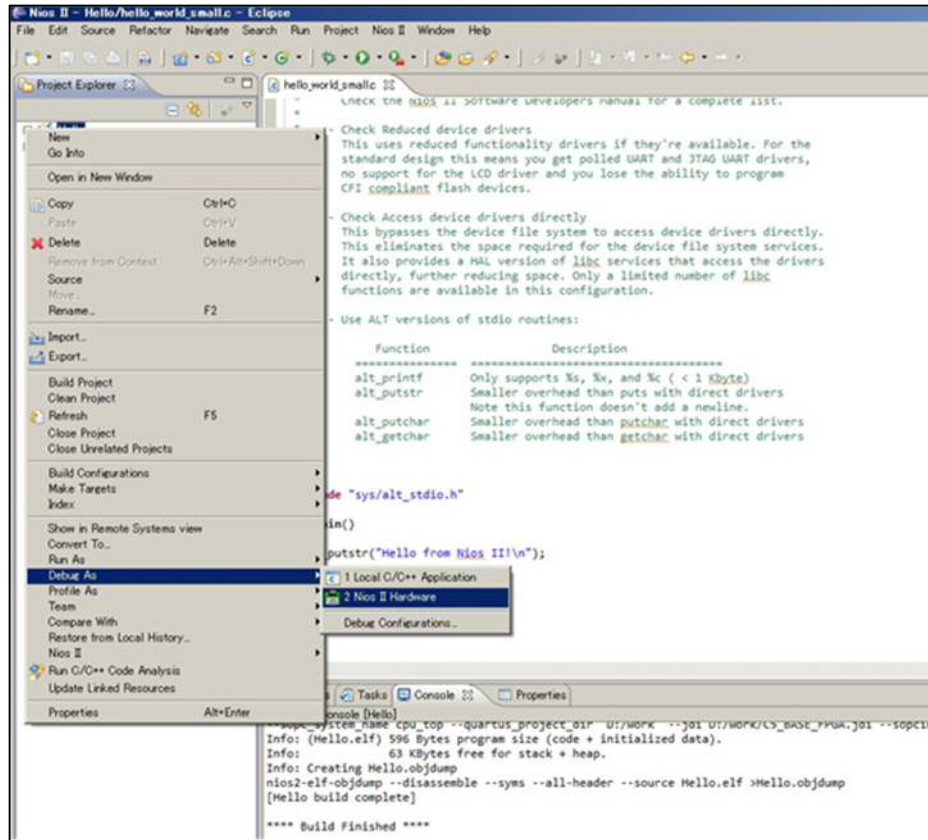 Nios II - Hello/hello_world_small.c - Eclipse
File Edit Source Refactor Navigate Search Run Project Nios II Window Help
Project Explorer
hello_world_small.c
Check the Nios II Software Developers Manual for a complete list.
- Check Reduced device drivers
This uses reduced functionality drivers if they're available. For the
standard design this means you get polled UART and JTAG UART drivers,
no support for the LCD driver and you lose the ability to program
CFI compliant flash devices.
- Check Access device drivers directly
This bypasses the device file system to access device drivers directly.
This eliminates the space required for the device file system services.
It also provides a HAL version of libc services that access the drivers
directly, further reducing space. Only a limited number of libc
functions are available in this configuration.
- Use ALT versions of stdio routines:
Function Description
=============== ====================================
alt_printf Only supports %s, %x, and %c ( < 1 Kbyte)
alt_putstr Smaller overhead than puts with direct drivers
Note this function doesn't add a newline.
alt_putchar Smaller overhead than putchar with direct drivers
alt_getchar Smaller overhead than getchar with direct drivers
de "sys/alt_stdio.h"
in()
putstr("Hello from Nios II!\n");
New
Go Into
Open in New Window
Copy Ctrl+C
Paste Ctrl+V
Delete Delete
Remove from Context Ctrl+Alt+Shift+Down
Source
Move...
Rename... F2
Import...
Export...
Build Project
Clean Project
Refresh F5
Close Project
Close Unrelated Projects
Build Configurations
Make Targets
Index
Show in Remote Systems view
Convert To...
Run As
Debug As
Profile As
Team
Compare With
Restore from Local History...
Nios II
Run C/C++ Code Analysis
Update Linked Resources
Properties Alt+Enter
1 Local C/C++ Application
2 Nios II Hardware
Debug Configurations...
Tasks Console Properties
onsole [Hello]
--sopc_system_name cpu_top --quartus_project_dir D:/work --jdi D:/work/C5_BASE_FPGA.jdi --sopci
Info: (Hello.elf) 596 Bytes program size (code + initialized data).
Info: 63 KBytes free for stack + heap.
Info: Creating Hello.objdump
nios2-elf-objdump --disassemble --syms --all-header --source Hello.elf >Hello.objdump
[Hello build complete]
**** Build Finished ****